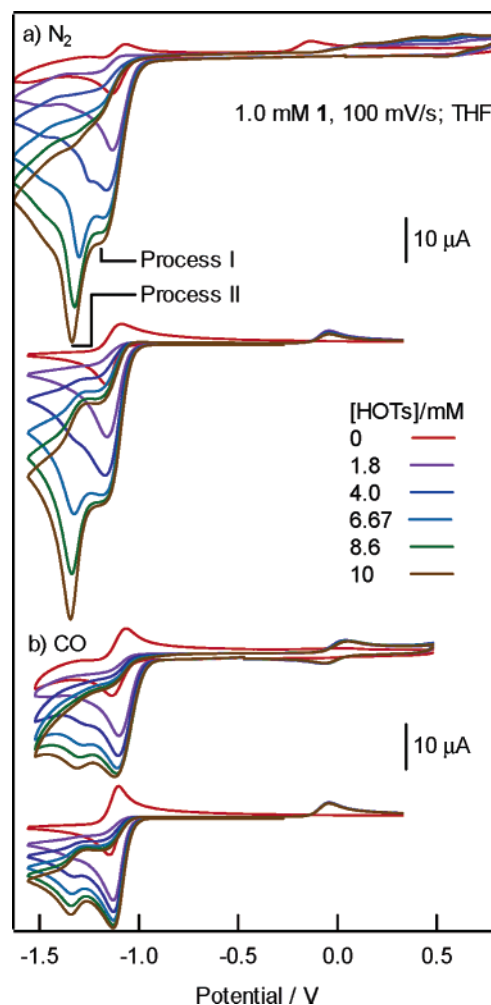 a) N₂
1.0 mM 1, 100 mV/s; THF
10 μA
Process I
Process II
[HOTs]/mM
0
1.8
4.0
6.67
8.6
10
b) CO
10 μA
-1.5 -1.0 -0.5 0.0 0.5
Potential / V